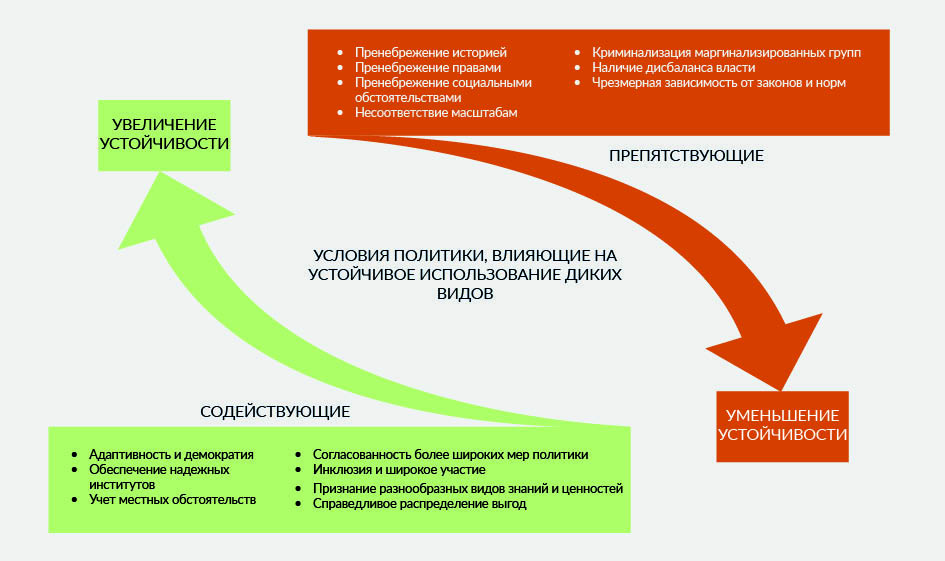 • Пренебрежение историей
• Пренебрежение правами
• Пренебрежение социальными
обстоятельствами
• Несоответствие масштабам
• Криминализация маргинализированных групп
• Наличие дисбаланса власти
• Чрезмерная зависимость от законов и норм
УВЕЛИЧЕНИЕ
УСТОЙЧИВОСТИ
ПРЕПЯТСТВУЮЩИЕ
УСЛОВИЯ ПОЛИТИКИ, ВЛИЯЮЩИЕ НА
УСТОЙЧИВОЕ ИСПОЛЬЗОВАНИЕ ДИКИХ
ВИДОВ
СОДЕЙСТВУЮЩИЕ
УМЕНЬШЕНИЕ
УСТОЙЧИВОСТИ
• Адаптивность и демократия
• Обеспечение надежных
институтов
• Учет местных обстоятельств
• Согласованность более широких мер политики
• Инклюзия и широкое участие
• Признание разнообразных видов знаний и ценностей
• Справедливое распределение выгод